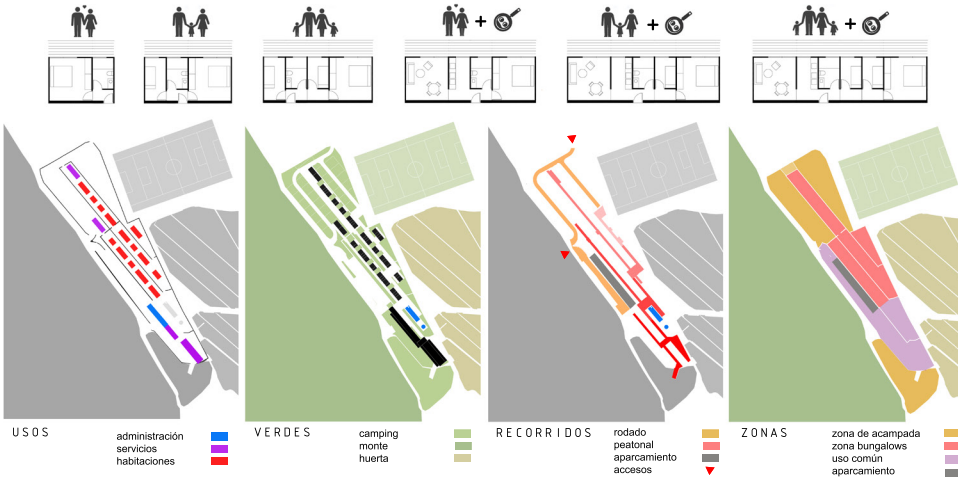 USOS
administración
servicios
habitaciones
VERDES
camping
monte
huerta
RECORRIDOS
rodado
peatonal
aparcamiento
accesos
ZONAS
zona de acampada
zona bungalows
uso común
aparcamiento